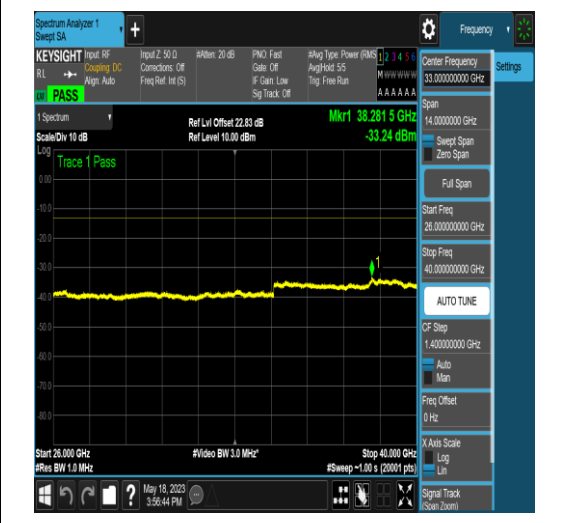 Spectrum Analyzer 1
Swept SA
+
Frequency
KEYSIGHT
RL
Input: RF
Coupling: DC
Align: Auto
Input Z: 50 Ω
Corrections: Off
Freq Ref: Int (S)
#Atten: 20 dB
PNO: Fast
Gate: Off
IF Gain: Low
Sig Track: Off
#Avg Type: Power (RMS
Avg|Hold: 5/5
Trig: Free Run
1 2 3 4 5 6
M W W W W W
A A A A A A
PASS
1 Spectrum
Scale/Div 10 dB
Ref Lvl Offset 22.83 dB
Ref Level 10.00 dBm
Mkr1 38.281 5 GHz
-33.24 dBm
Log
Trace 1 Pass
0.00
-10.0
-20.0
-30.0
-40.0
-50.0
-60.0
-70.0
-80.0
1
Start 26.000 GHz
#Res BW 1.0 MHz
#Video BW 3.0 MHz*
Stop 40.000 GHz
#Sweep ~1.00 s (20001 pts)
May 18, 2023
3:56:44 PM
?
Center Frequency
33.000000000 GHz
Settings
Span
14.0000000 GHz
Swept Span
Zero Span
Full Span
Start Freq
26.000000000 GHz
Stop Freq
40.000000000 GHz
AUTO TUNE
CF Step
1.400000000 GHz
Auto
Man
Freq Offset
0 Hz
X Axis Scale
Log
Lin
Signal Track
(Span Zoom)